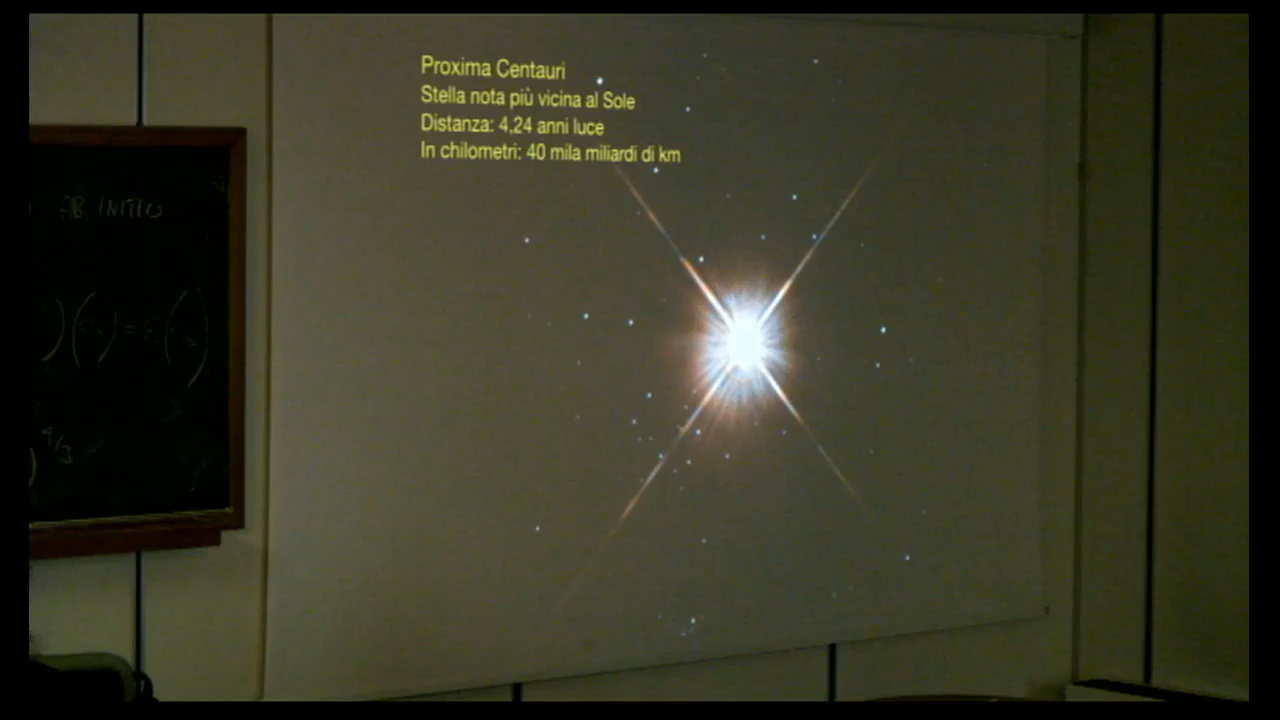 Proxima Centauri
Stella nota più vicina al Sole
Distanza: 4,24 anni luce
In chilometri: 40 mila miliardi di km
AB INITIO
4/3